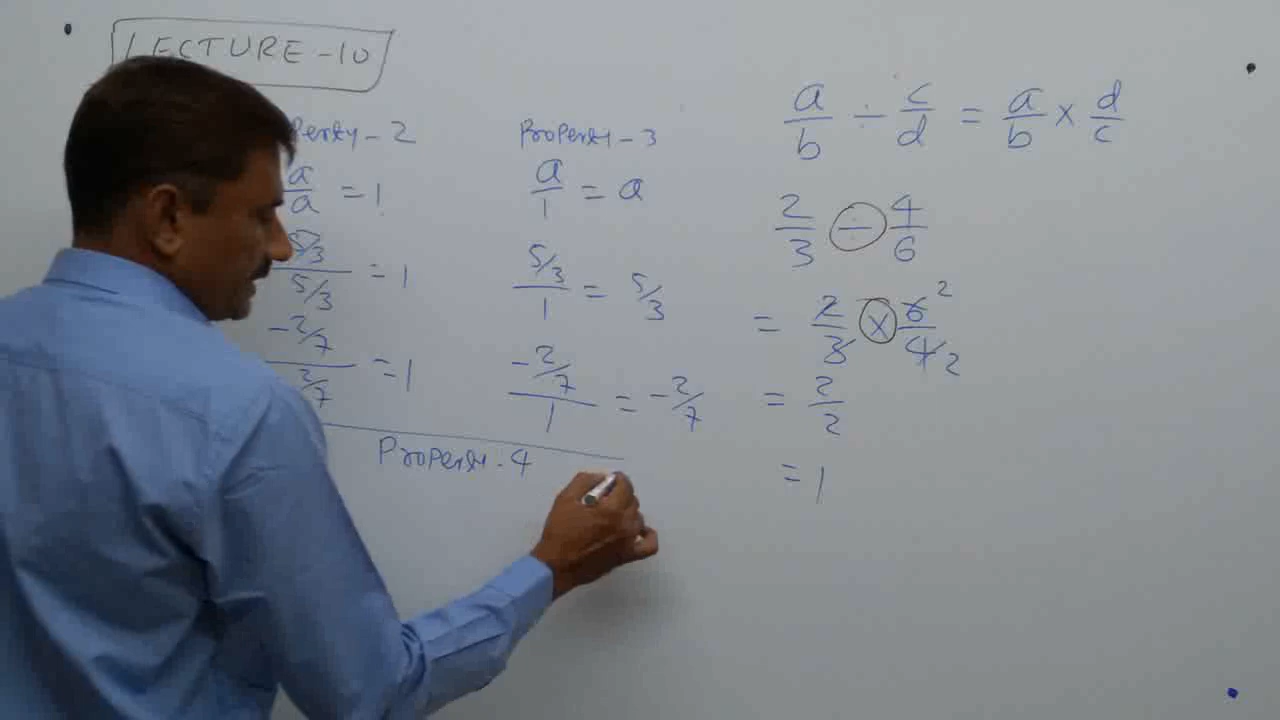 LECTURE-10
Property-2
a/a = 1
5/3 / 5/3 = 1
-2/7 / 2/7 = 1
Property-3
a/1 = a
5/3 / 1 = 5/3
-2/7 / 1 = -2/7
Property-4
a/b ÷ c/d = a/b × d/c
2/3 ÷ 4/6
= 2/3 × 6/4 2 2
= 2/2
= 1